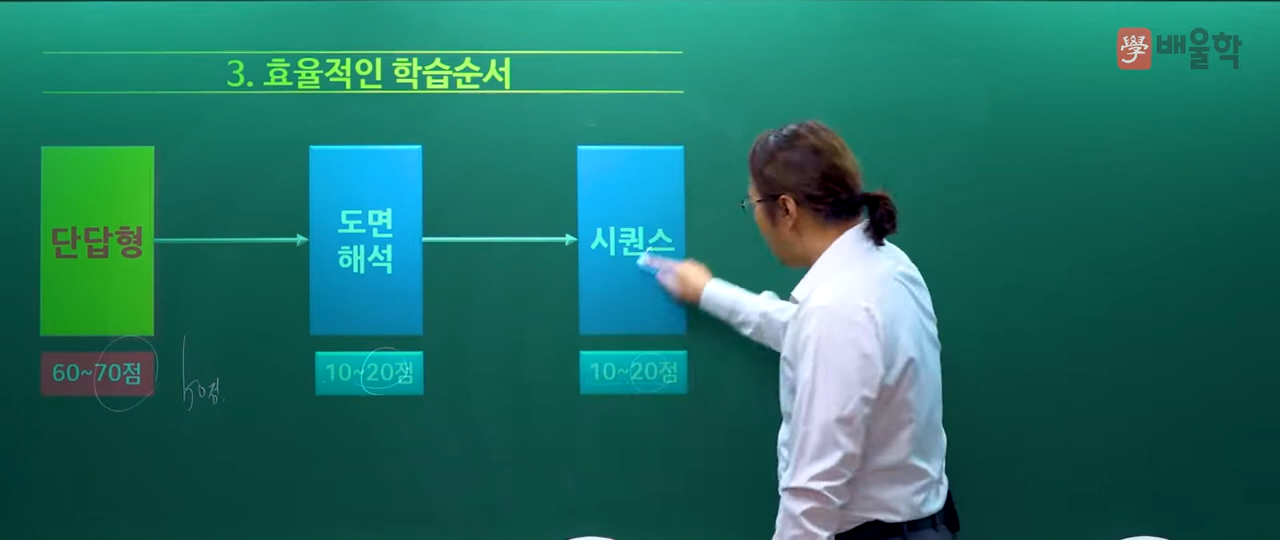 學 배울학
3. 효율적인 학습순서
단답형
도면
해석
시퀀스
60~70점
10~20점
10~20점